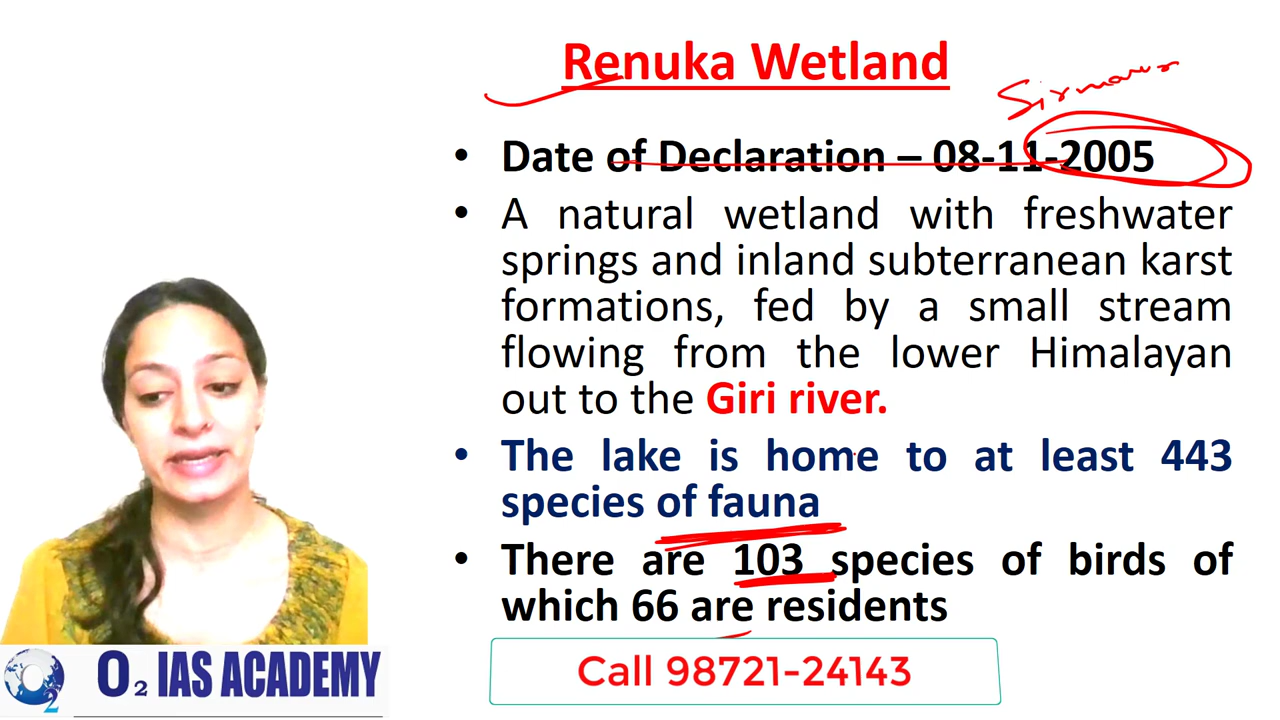 Renuka Wetland
Sirmaur
• Date of Declaration – 08-11-2005
• A natural wetland with freshwater
springs and inland subterranean karst
formations, fed by a small stream
flowing from the lower Himalayan
out to the Giri river.
• The lake is home to at least 443
species of fauna
• There are 103 species of birds of
which 66 are residents
Call 98721-24143
O2 IAS ACADEMY
O2